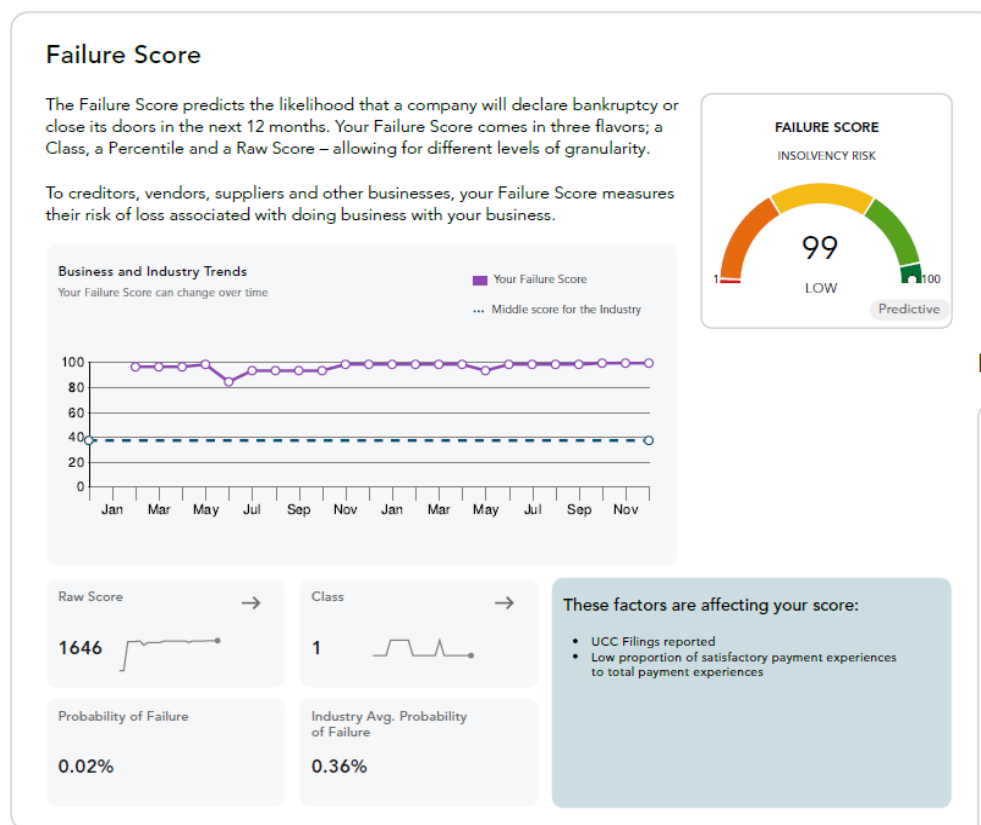 Failure Score
The Failure Score predicts the likelihood that a company will declare bankruptcy or
close its doors in the next 12 months. Your Failure Score comes in three flavors; a
Class, a Percentile and a Raw Score – allowing for different levels of granularity.
To creditors, vendors, suppliers and other businesses, your Failure Score measures
their risk of loss associated with doing business with your business.
FAILURE SCORE
INSOLVENCY RISK
99
1
100
LOW
Predictive
Business and Industry Trends
Your Failure Score can change over time
Your Failure Score
Middle score for the Industry
100
80
60
40
20
0
Jan Mar May Jul Sep Nov Jan Mar May Jul Sep Nov
Raw Score
1646
Class
1
Probability of Failure
0.02%
Industry Avg. Probability
of Failure
0.36%
These factors are affecting your score:
• UCC Filings reported
• Low proportion of satisfactory payment experiences
to total payment experiences